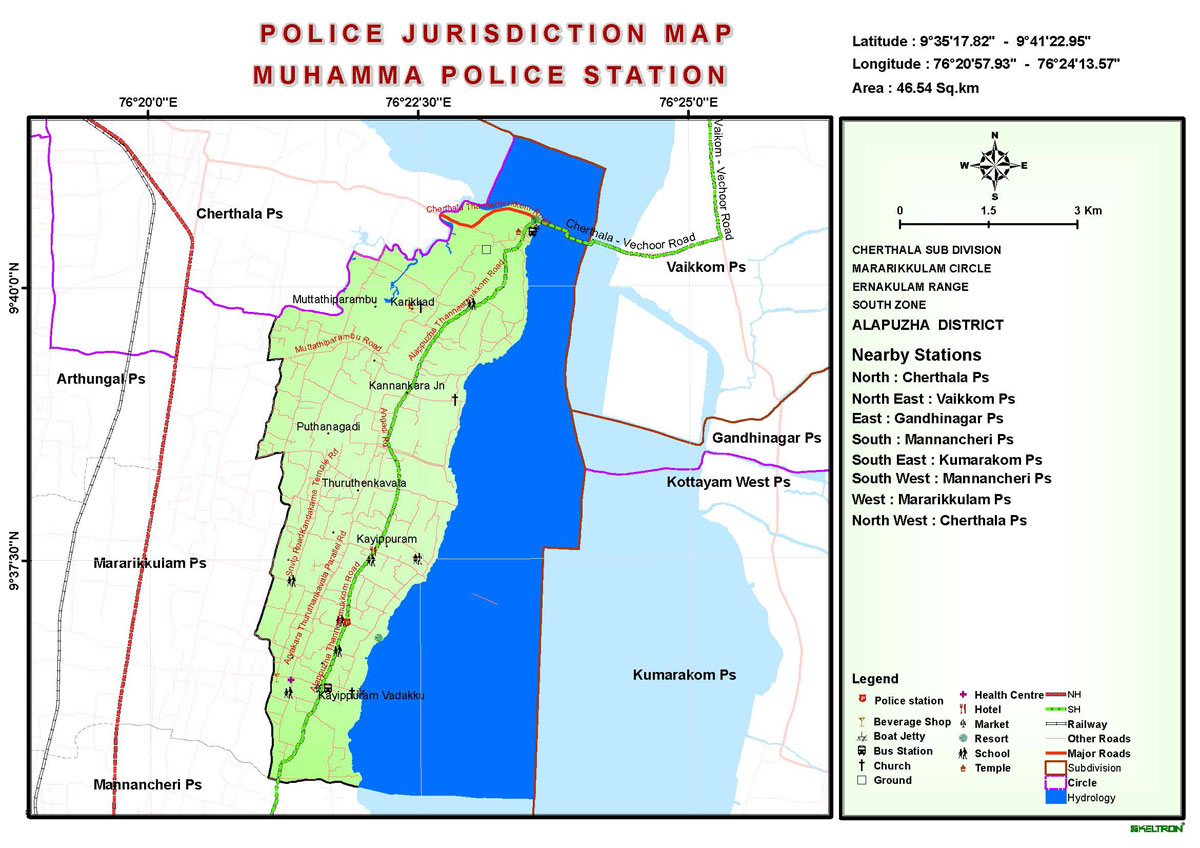 POLICE JURISDICTION MAP
MUHAMMA POLICE STATION
Latitude : 9°35'17.82" - 9°41'22.95"
Longitude : 76°20'57.93" - 76°24'13.57"
Area : 46.54 Sq.km
76°20'0"E
76°22'30"E
76°25'0"E
9°40'0"N
9°37'30"N
Cherthala Ps
Vaikom - Vechoor Road
Cherthala - Vechoor Road
Vaikkom Ps
Muttathiparambu
Karikkad
Alappuzha Thanneermukkom Road
Muttathiparambu Road
Arthungal Ps
Kannankara Jn
Angadi Rd
Puthanagadi
Gandhinagar Ps
Kottayam West Ps
Thuruthenkavala
Kayippuram
Mararikkulam Ps
Aryakara Thuruthankavala Parallel Rd
Alappuzha Thanneermukkom Road
Kumarakom Ps
Kayippuram Vadakku
Mannancheri Ps
N
W
E
S
0
1.5
3 Km
CHERTHALA SUB DIVISION
MARARIKKULAM CIRCLE
ERNAKULAM RANGE
SOUTH ZONE
ALAPUZHA DISTRICT
Nearby Stations
North : Cherthala Ps
North East : Vaikkom Ps
East : Gandhinagar Ps
South : Mannancheri Ps
South East : Kumarakom Ps
South West : Mannancheri Ps
West : Mararikkulam Ps
North West : Cherthala Ps
Legend
Police station
Beverage Shop
Boat Jetty
Bus Station
Church
Ground
Health Centre
Hotel
Market
Resort
School
Temple
NH
SH
Railway
Other Roads
Major Roads
Subdivision
Circle
Hydrology
KELTRON